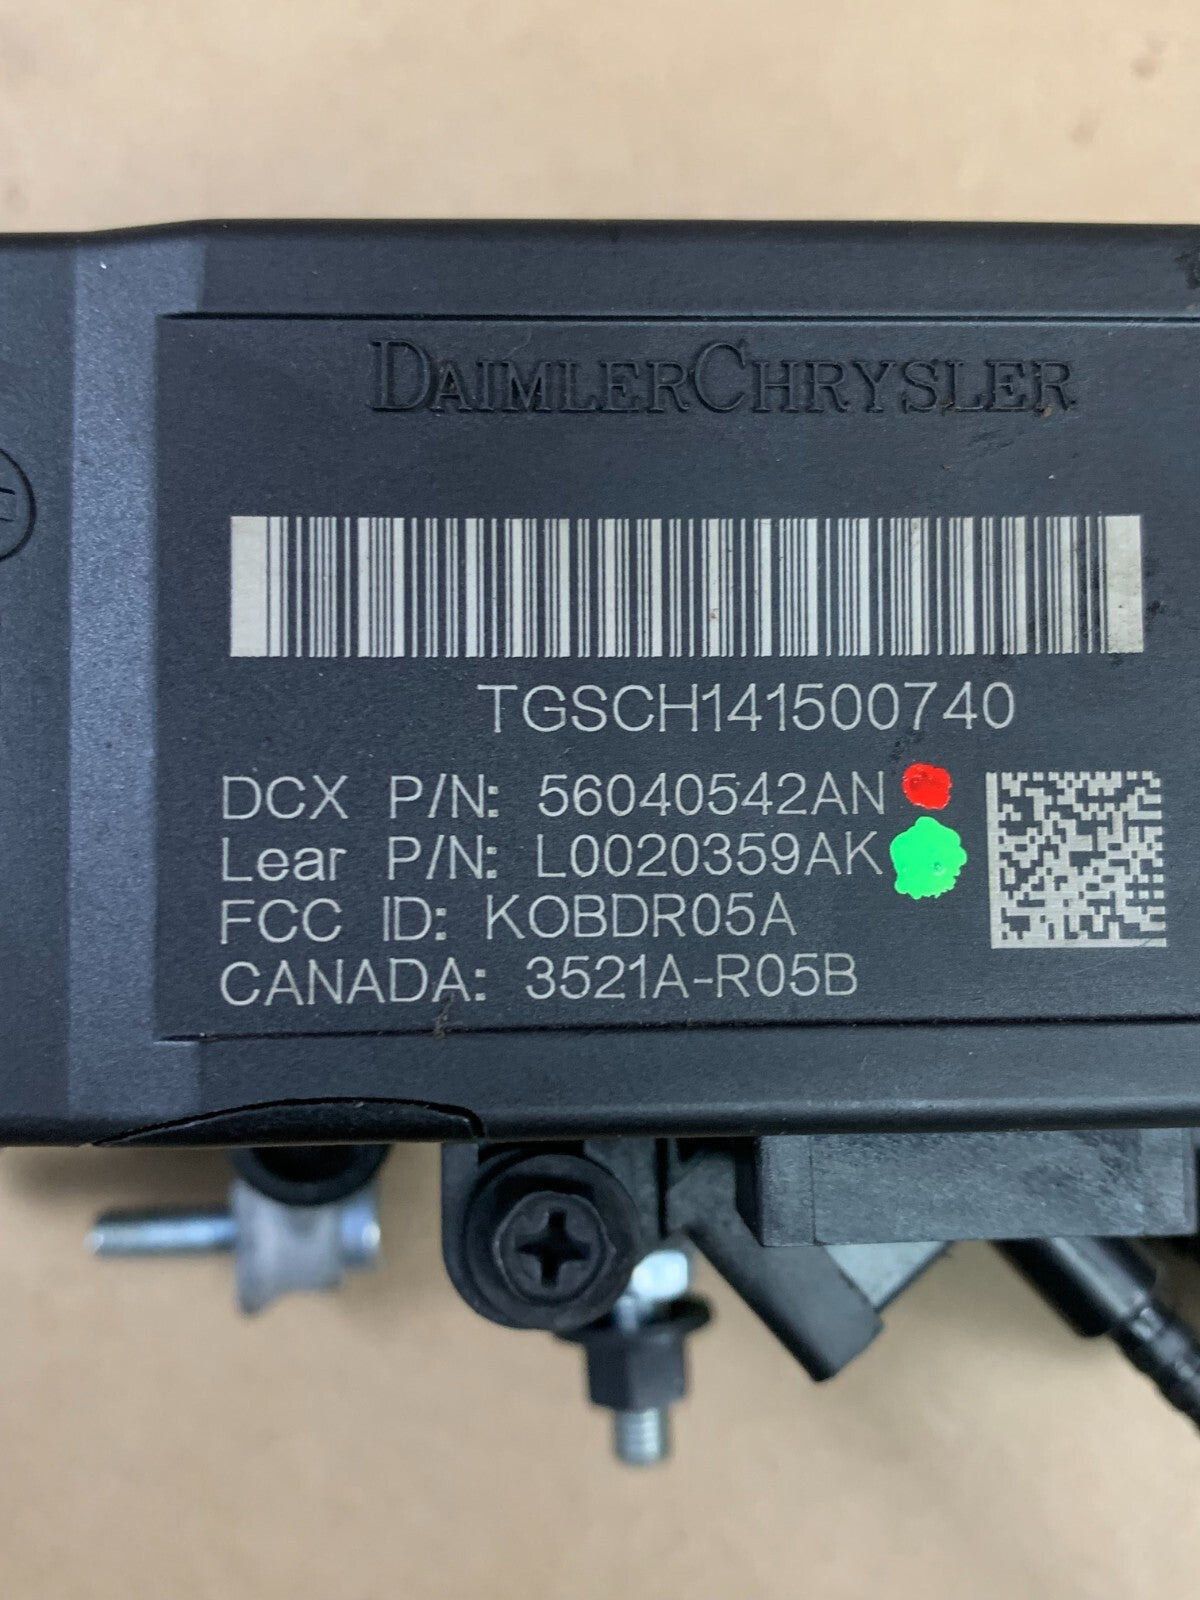 DAIMLERCHRYSLER
TGSCH141500740
DCX P/N: 56040542AN
Lear P/N: L0020359AK
FCC ID: KOBDR05A
CANADA: 3521A-R05B